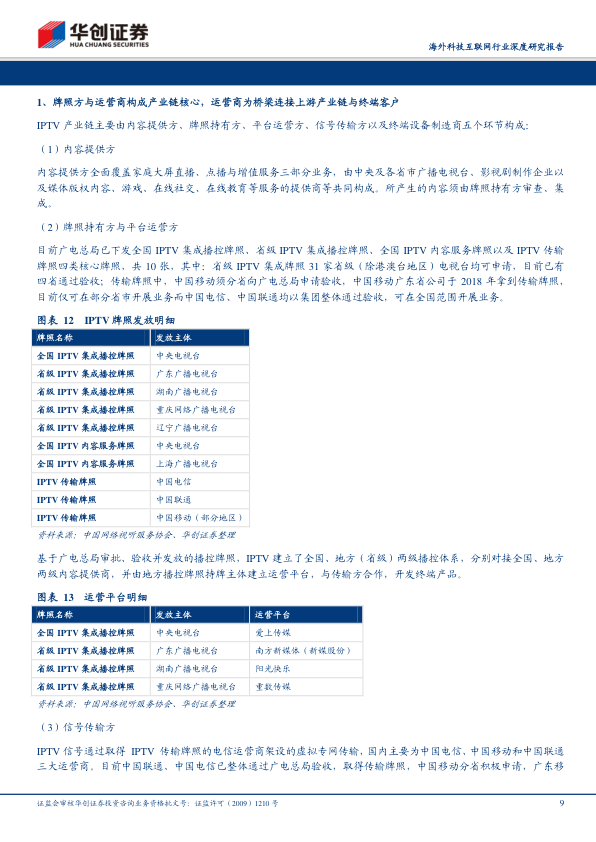 华创证券
HUA CHUANG SECURITIES
海外科技互联网行业深度研究报告
1、牌照方与运营商构成产业链核心，运营商为桥梁连接上游产业链与终端客户
IPTV 产业链主要由内容提供方、牌照持有方、平台运营方、信号传输方以及终端设备制造商五个环节构成：
（1）内容提供方
内容提供方全面覆盖家庭大屏直播、点播与增值服务三部分业务，由中央及各省市广播电视台、影视剧制作企业以
及媒体版权内容、游戏、在线社交、在线教育等服务的提供商等共同构成。所产生的内容须由牌照持有方审查、集
成。
（2）牌照持有方与平台运营方
目前广电总局已下发全国 IPTV 集成播控牌照、省级 IPTV 集成播控牌照、全国 IPTV 内容服务牌照以及 IPTV 传输
牌照四类核心牌照，共 10 张，其中：省级 IPTV 集成牌照 31 家省级（除港澳台地区）电视台均可申请，目前已有
四省通过验收；传输牌照中，中国移动须分省向广电总局申请验收，中国移动广东省公司于 2018 年拿到传输牌照，
目前仅可在部分省市开展业务而中国电信、中国联通均以集团整体通过验收，可在全国范围开展业务。
图表 12 IPTV 牌照发放明细
牌照名称 发放主体
全国 IPTV 集成播控牌照 中央电视台
省级 IPTV 集成播控牌照 广东广播电视台
省级 IPTV 集成播控牌照 湖南广播电视台
省级 IPTV 集成播控牌照 重庆网络广播电视台
省级 IPTV 集成播控牌照 辽宁广播电视台
全国 IPTV 内容服务牌照 中央电视台
全国 IPTV 内容服务牌照 上海广播电视台
IPTV 传输牌照 中国电信
IPTV 传输牌照 中国联通
IPTV 传输牌照 中国移动（部分地区）
资料来源：中国网络视听服务协会、华创证券整理
基于广电总局审批、验收并发放的播控牌照，IPTV 建立了全国、地方（省级）两级播控体系，分别对接全国、地方
两级内容提供商，并由地方播控牌照持牌主体建立运营平台，与传输方合作，开发终端产品。
图表 13 运营平台明细
牌照名称 发放主体 运营平台
全国 IPTV 集成播控牌照 中央电视台 爱上传媒
省级 IPTV 集成播控牌照 广东广播电视台 南方新媒体（新媒股份）
省级 IPTV 集成播控牌照 湖南广播电视台 阳光快乐
省级 IPTV 集成播控牌照 重庆网络广播电视台 重数传媒
资料来源：中国网络视听服务协会、华创证券整理
（3）信号传输方
IPTV 信号通过取得 IPTV 传输牌照的电信运营商架设的虚拟专网传输，国内主要为中国电信、中国移动和中国联通
三大运营商。目前中国联通、中国电信已整体通过广电总局验收，取得传输牌照，中国移动分省积极申请，广东移
证监会审核华创证券投资咨询业务资格批文号：证监许可（2009）1210 号 9